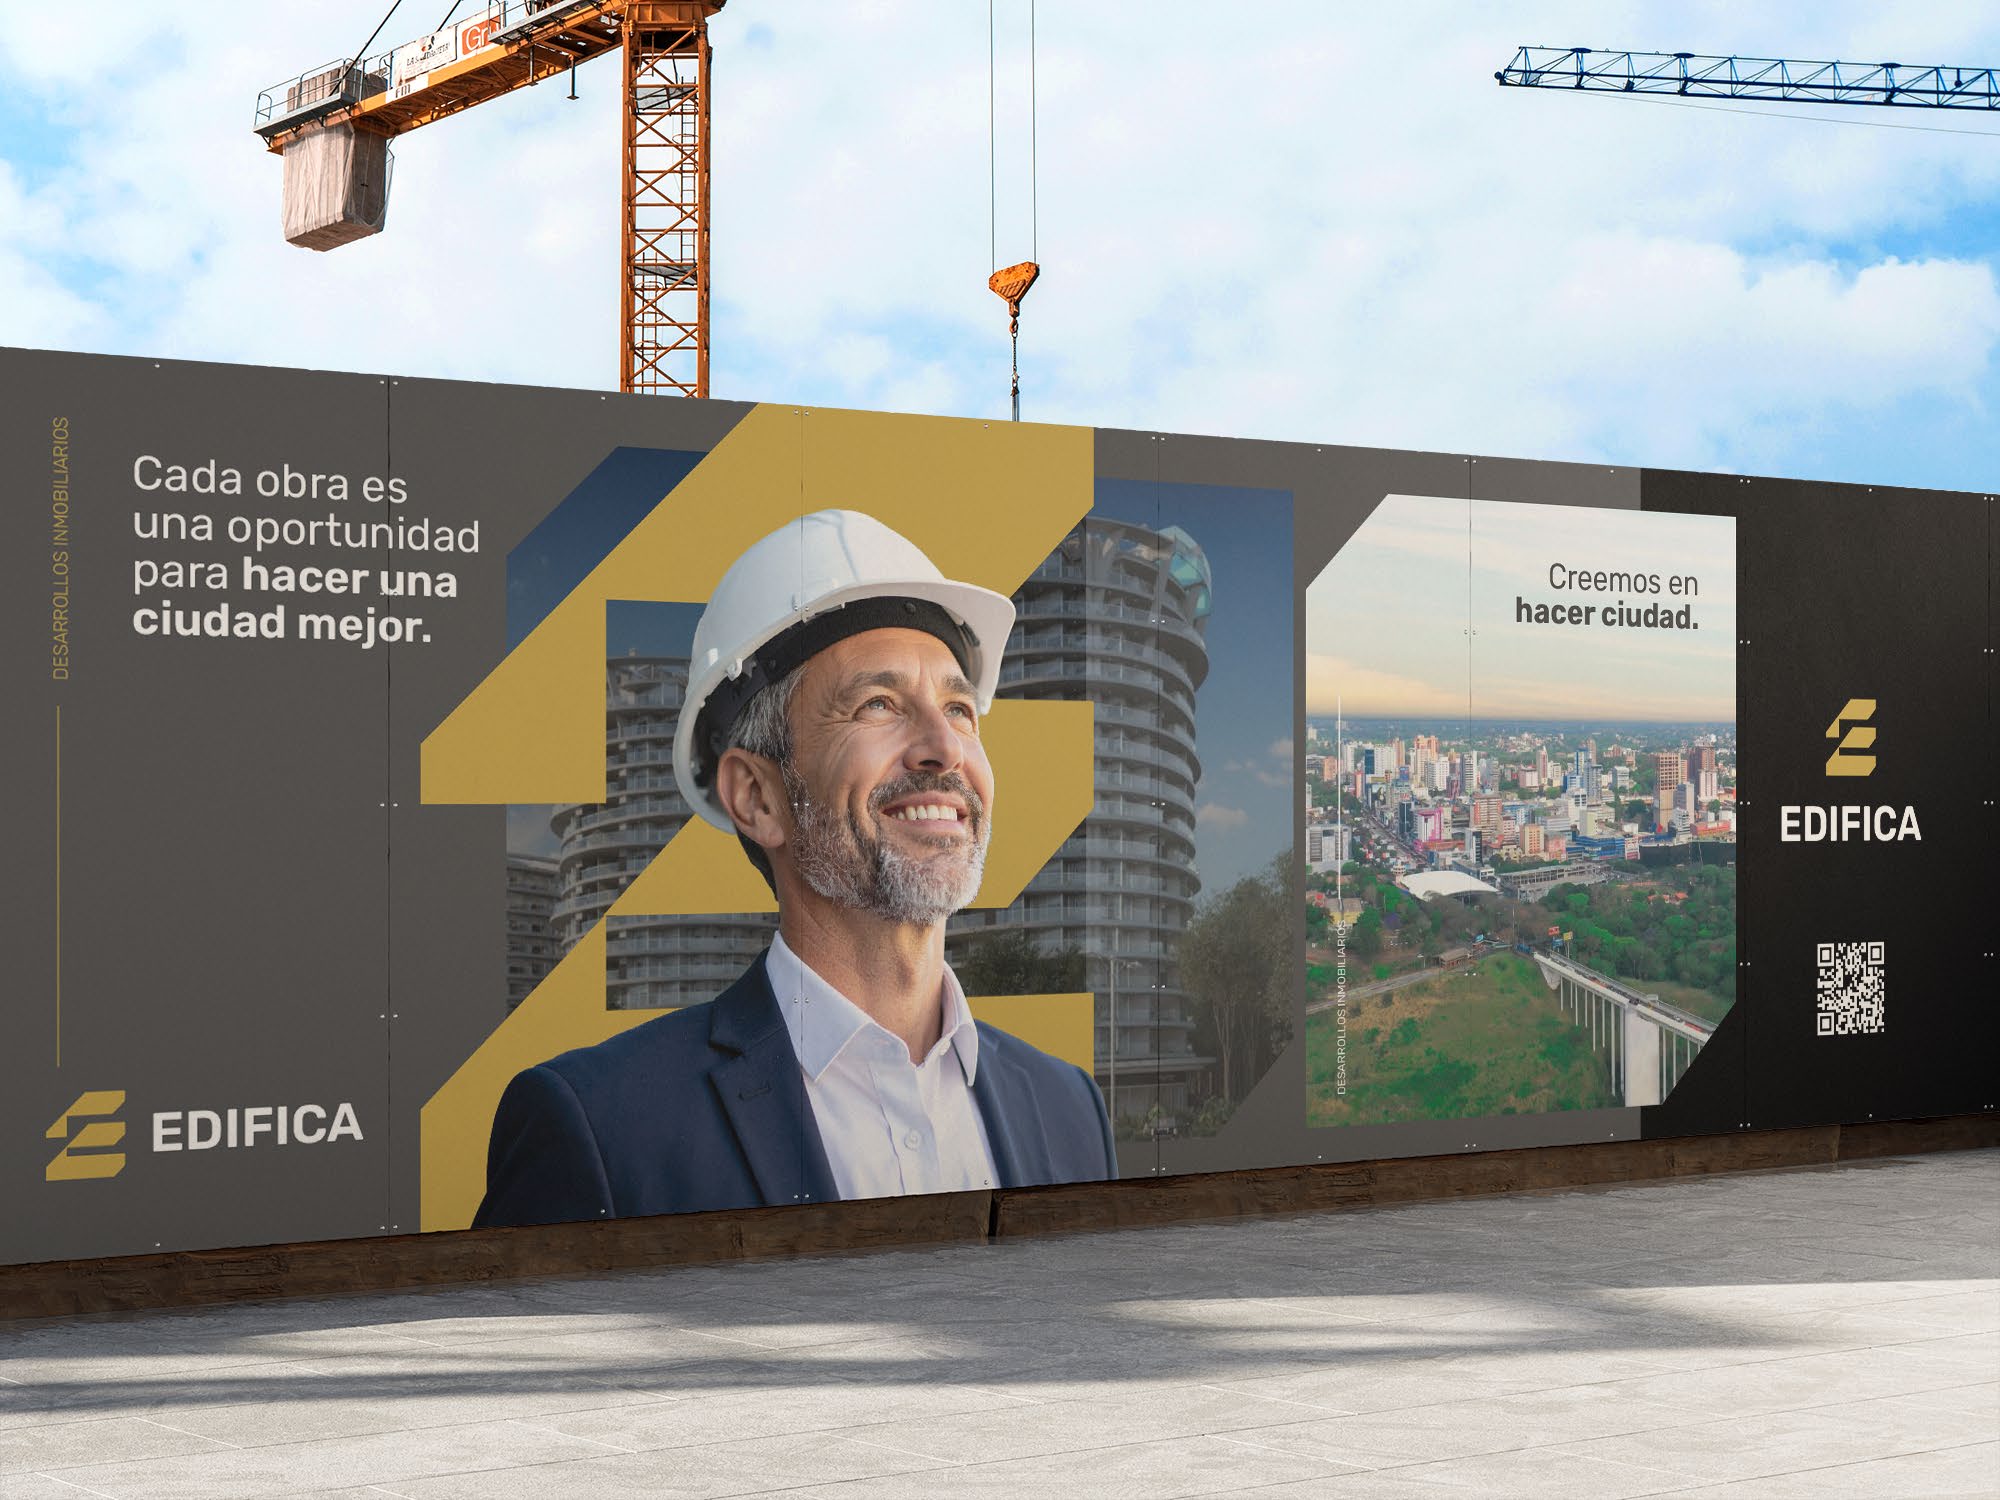 DESARROLLOS INMOBILIARIOS
Cada obra es
una oportunidad
para hacer una
ciudad mejor.
EDIFICA
Creemos en
hacer ciudad.
DESARROLLOS INMOBILIARIOS
EDIFICA